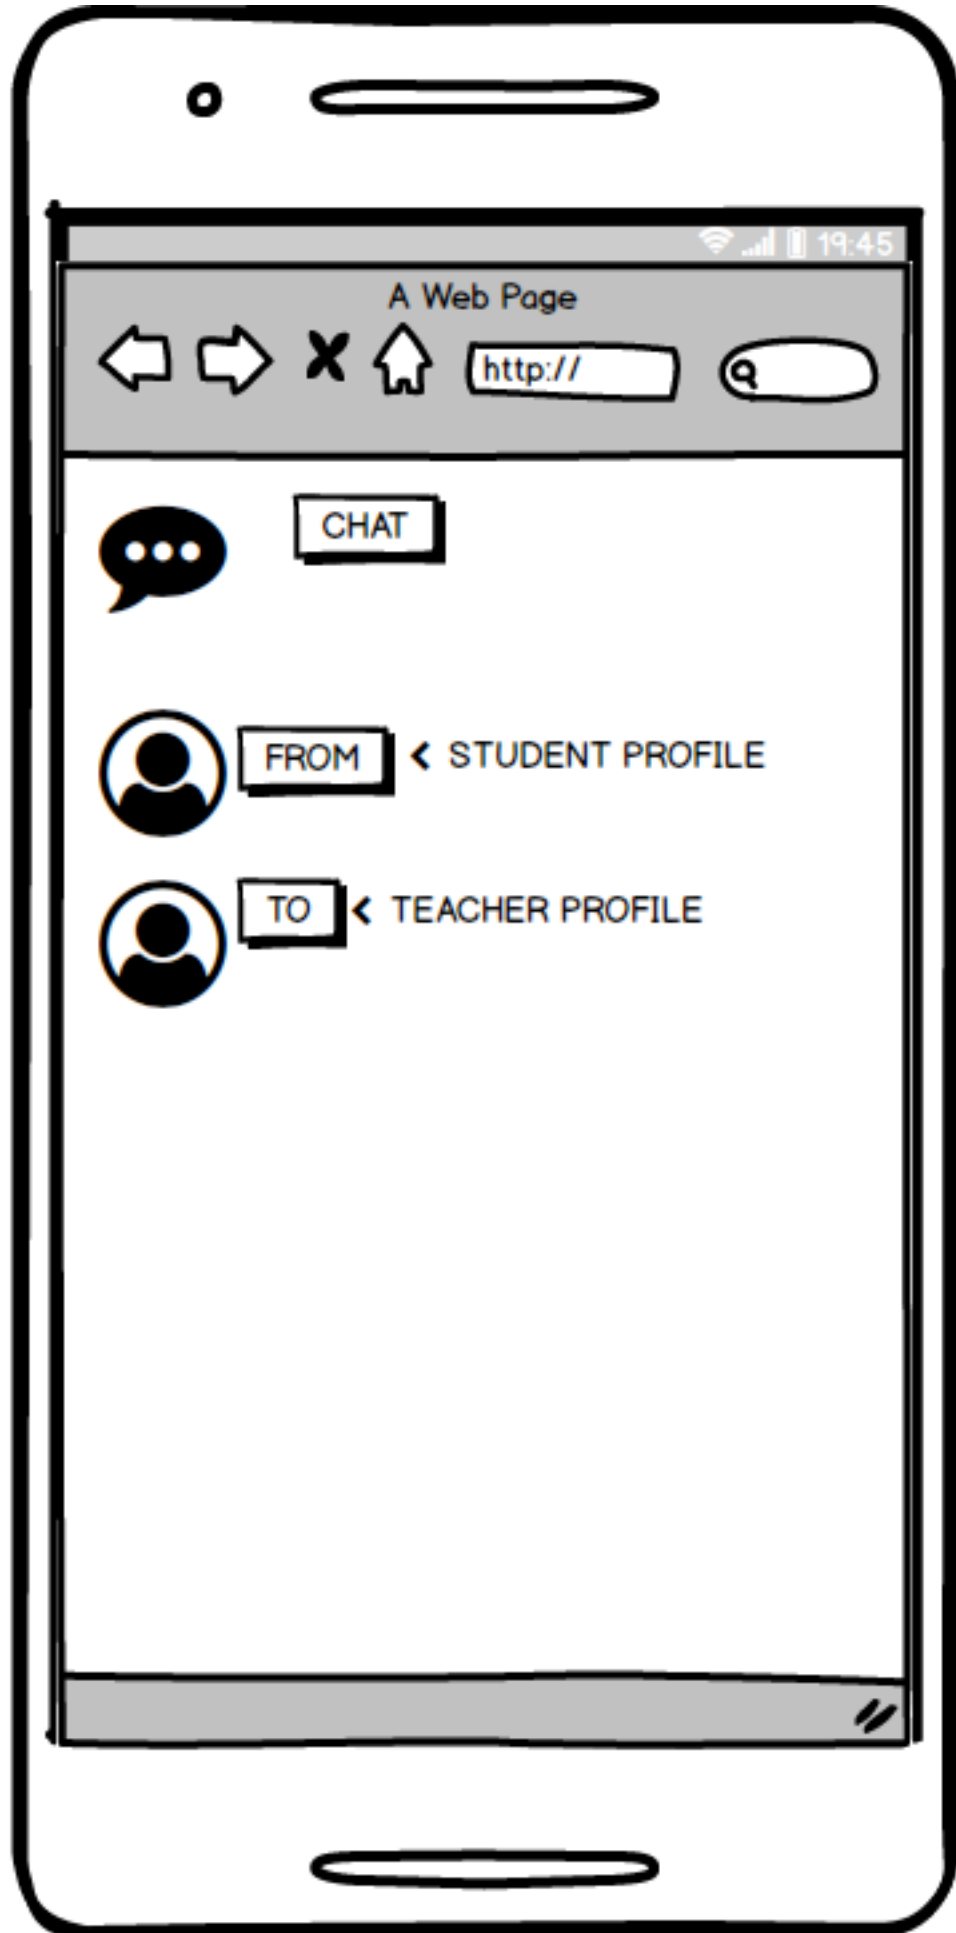 19:45
A Web Page
http://
CHAT
FROM < STUDENT PROFILE
TO < TEACHER PROFILE